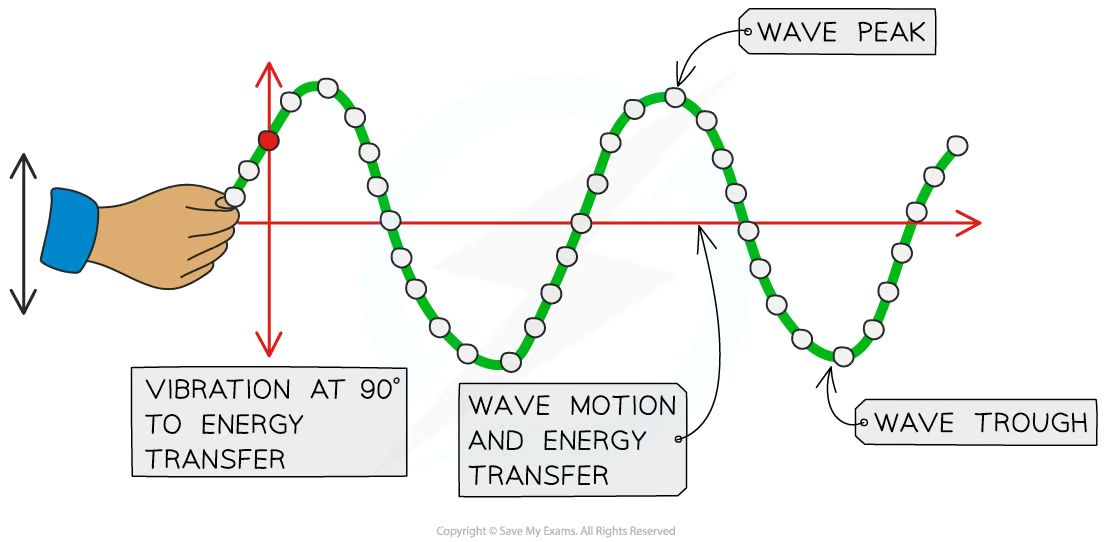 WAVE PEAK
VIBRATION AT 90°
TO ENERGY
TRANSFER
WAVE MOTION
AND ENERGY
TRANSFER
WAVE TROUGH
Copyright © Save My Exams. All Rights Reserved